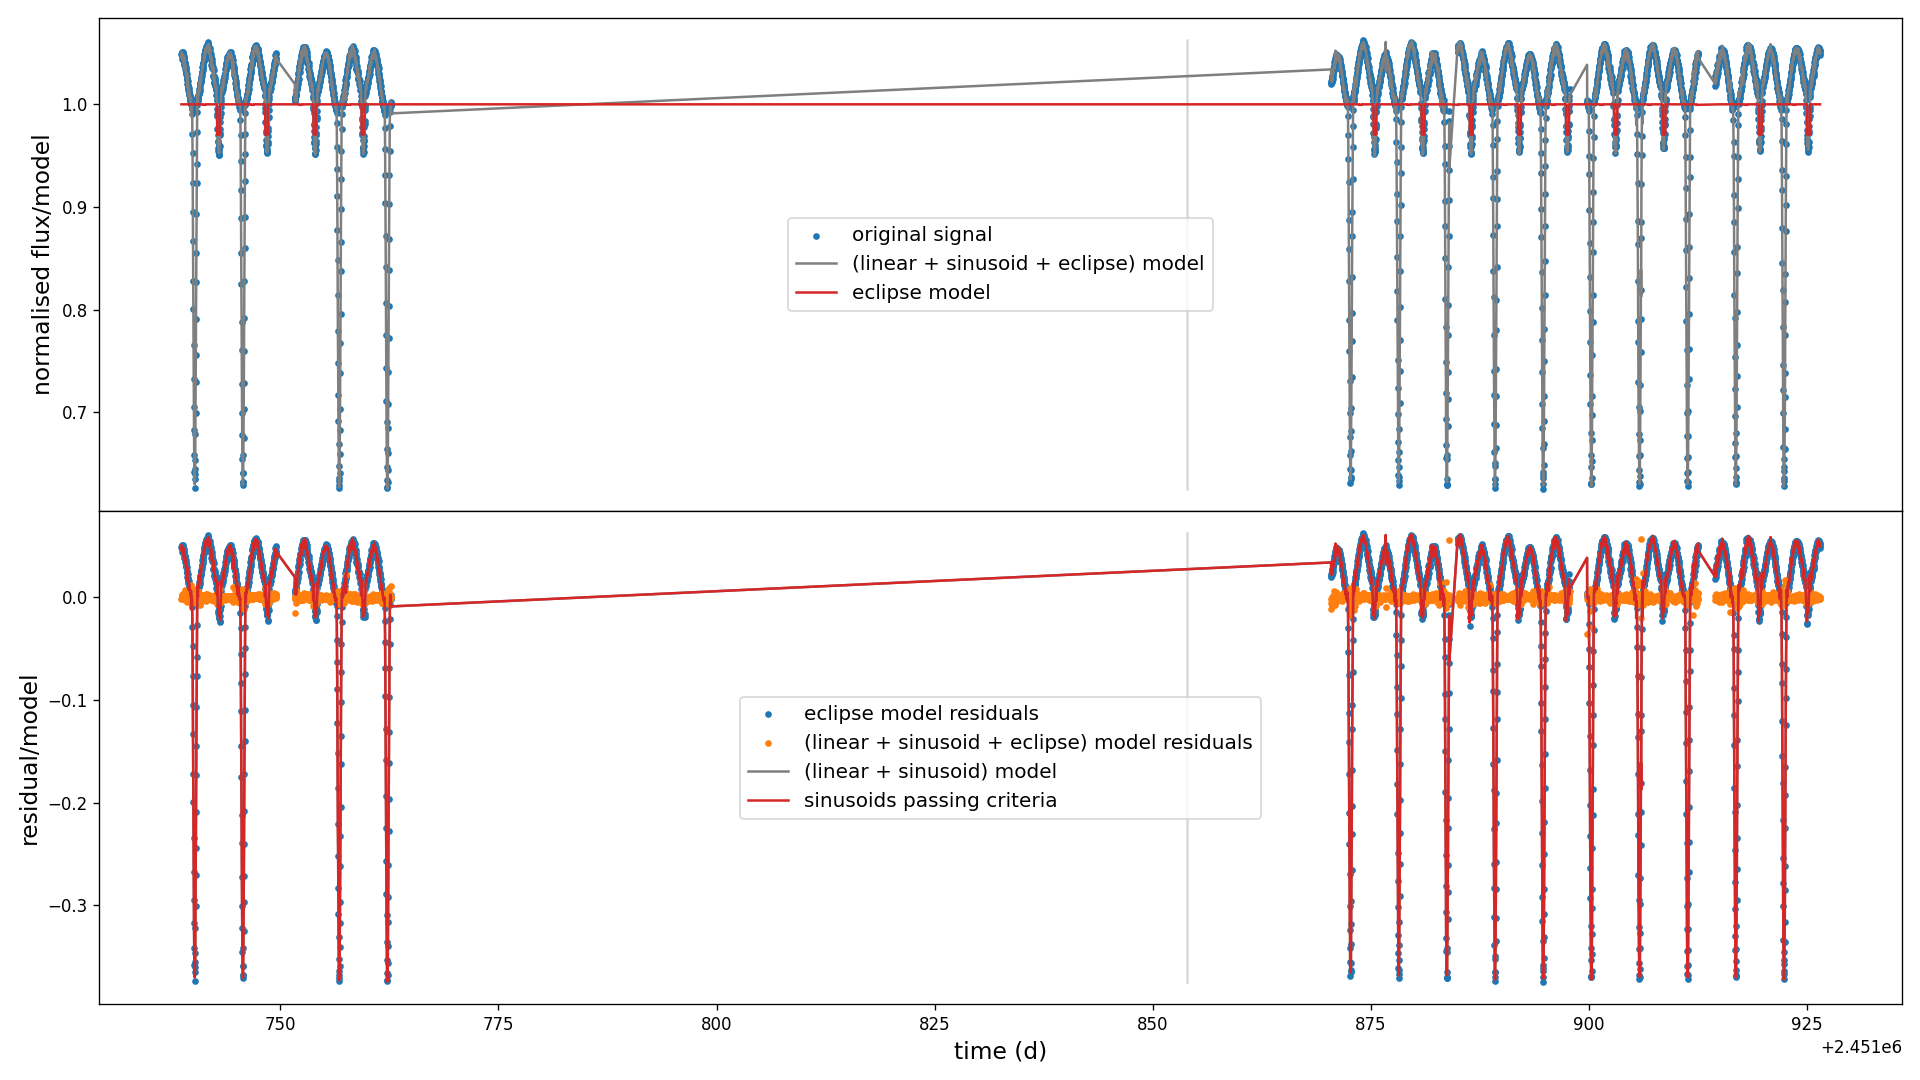 normalised flux/model
1.0
0.9
0.8
0.7
original signal
(linear + sinusoid + eclipse) model
eclipse model
residual/model
0.0
−0.1
−0.2
−0.3
eclipse model residuals
(linear + sinusoid + eclipse) model residuals
(linear + sinusoid) model
sinusoids passing criteria
750 775 800 825 850 875 900 925
time (d)
+2.451e6